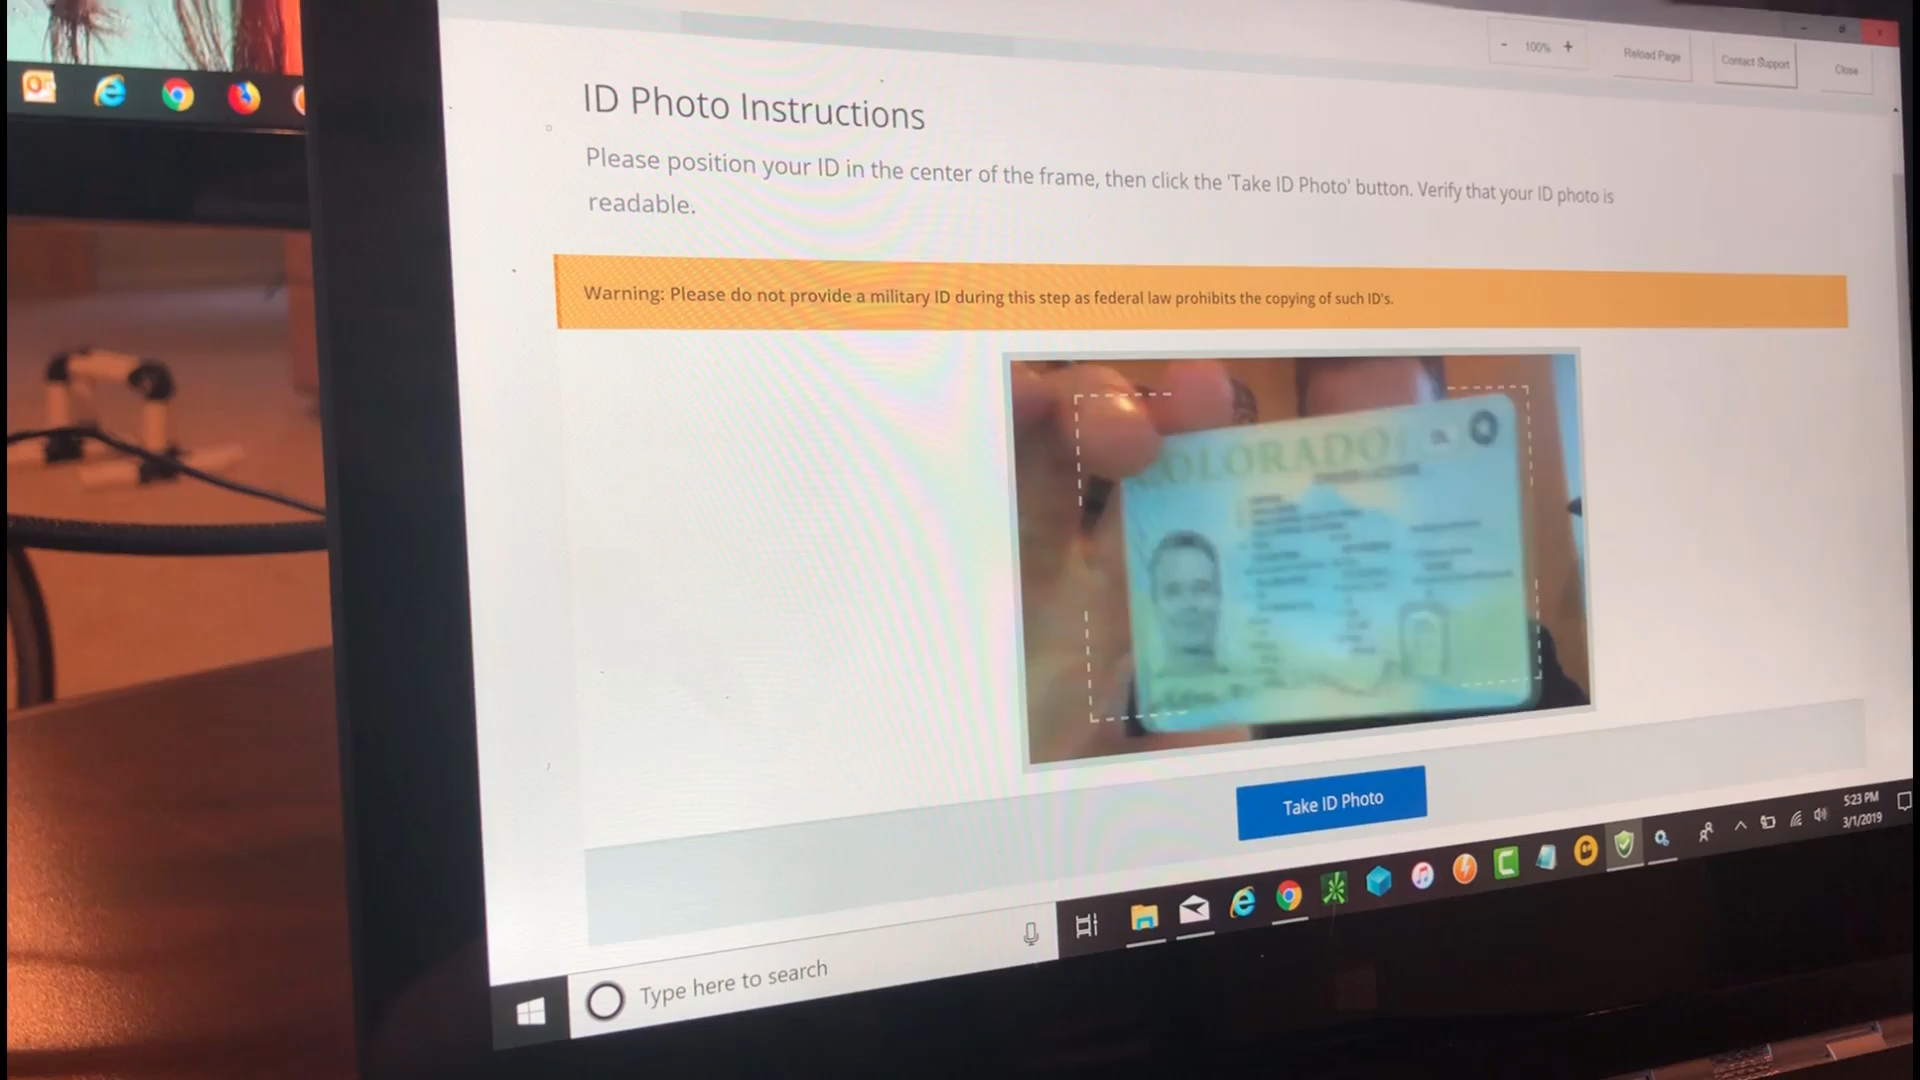 - 100% +
Reload Page
Contact Support
Close
ID Photo Instructions
Please position your ID in the center of the frame, then click the 'Take ID Photo' button. Verify that your ID photo is
readable.
Warning: Please do not provide a military ID during this step as federal law prohibits the copying of such ID's.
COLORADO
Take ID Photo
5:23 PM
3/1/2019
Type here to search